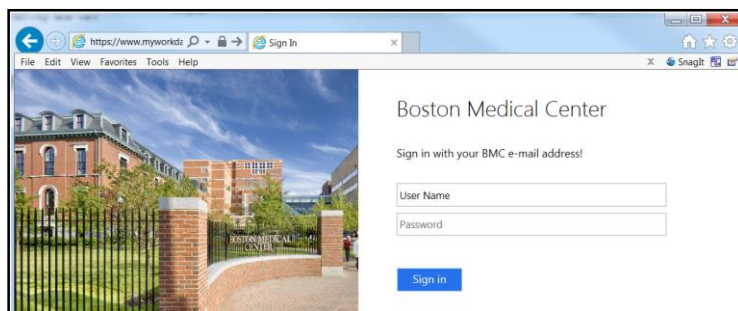 https://www.myworkda
Sign In
File Edit View Favorites Tools Help
x SnagIt
Boston Medical Center
Sign in with your BMC e-mail address!
User Name
Password
BOSTON MEDICAL
CENTER
Sign in